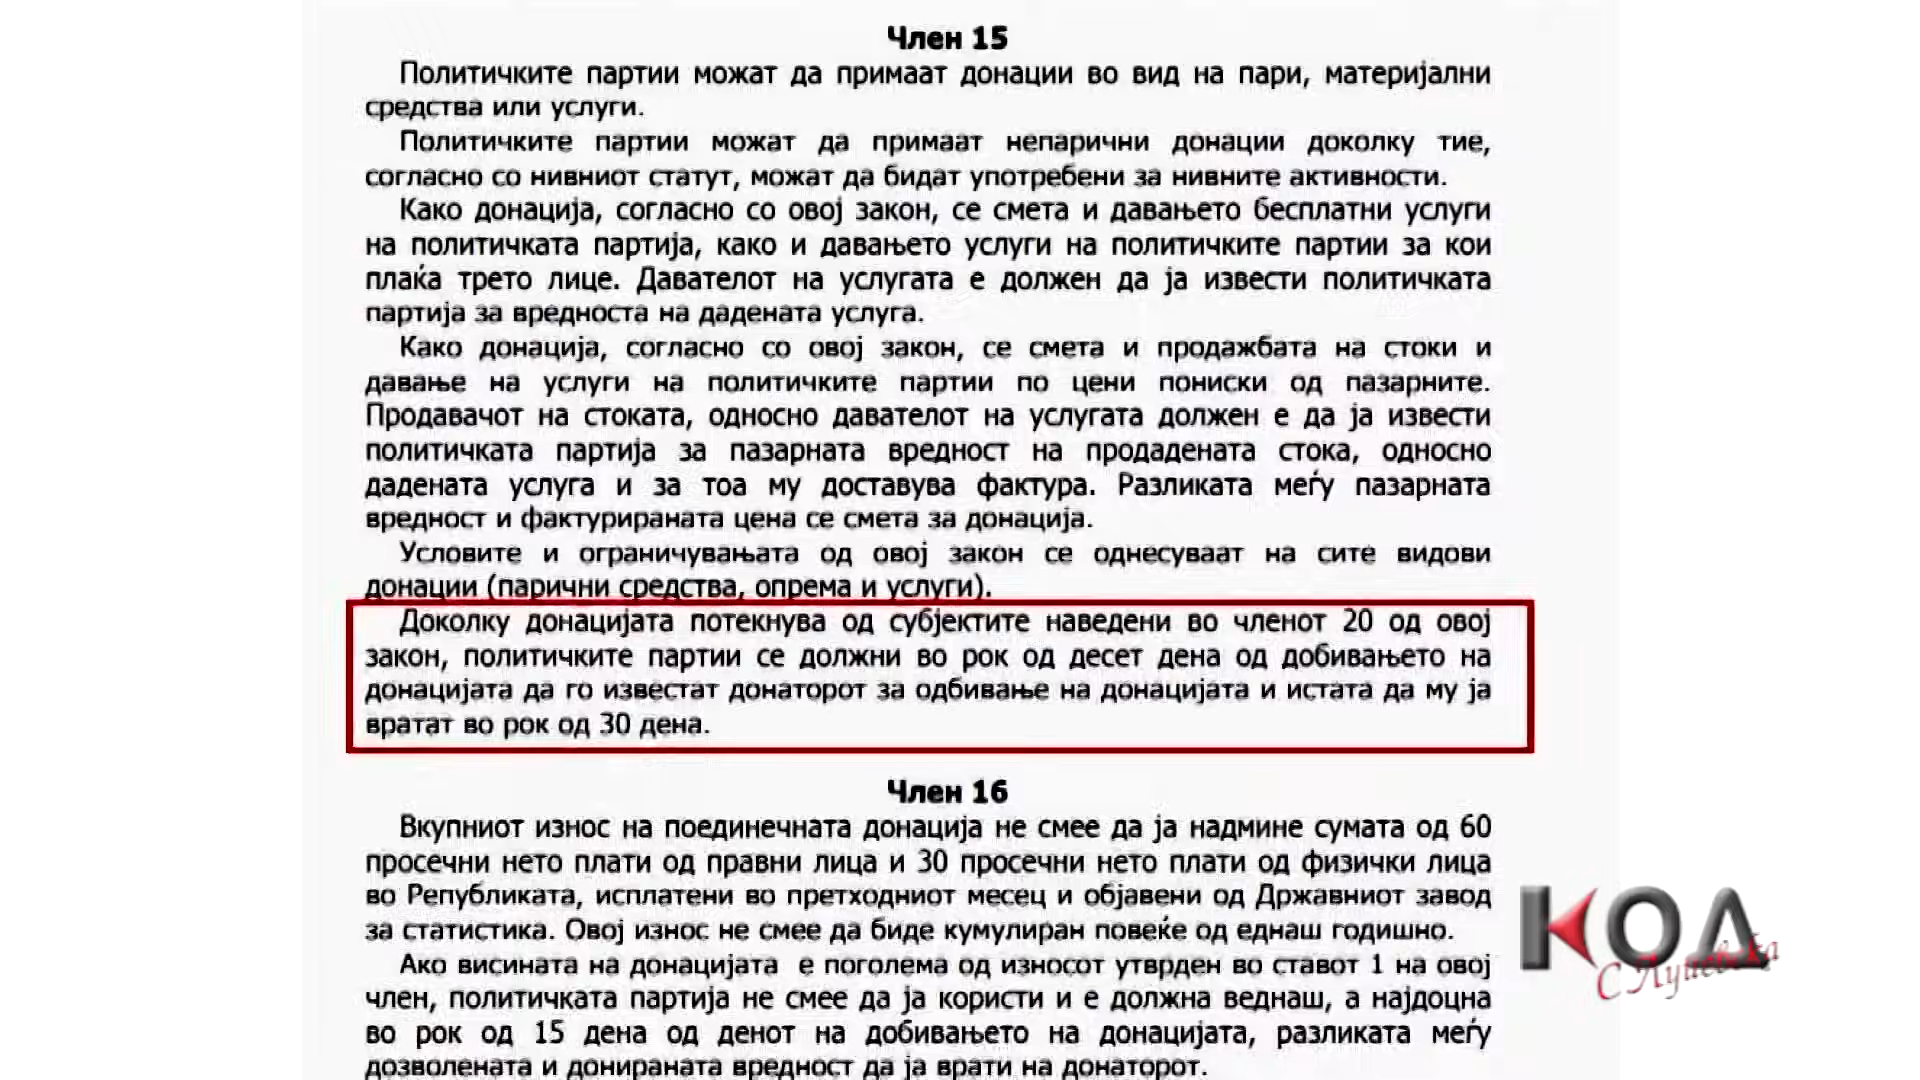 Член 15
Политичките партии можат да примаат донации во вид на пари, материјални
средства или услуги.
Политичките партии можат да примаат непарични донации доколку тие,
согласно со нивниот статут, можат да бидат употребени за нивните активности.
Како донација, согласно со овој закон, се смета и давањето бесплатни услуги
на политичката партија, како и давањето услуги на политичките партии за кои
плаќа трето лице. Давателот на услугата е должен да ја извести политичката
партија за вредноста на дадената услуга.
Како донација, согласно со овој закон, се смета и продажбата на стоки и
давање на услуги на политичките партии по цени пониски од пазарните.
Продавачот на стоката, односно давателот на услугата должен е да ја извести
политичката партија за пазарната вредност на продадената стока, односно
дадената услуга и за тоа му доставува фактура. Разликата меѓу пазарната
вредност и фактурираната цена се смета за донација.
Условите и ограничувањата од овој закон се однесуваат на сите видови
донации (парични средства, опрема и услуги).
Доколку донацијата потекнува од субјектите наведени во членот 20 од овој
закон, политичките партии се должни во рок од десет дена од добивањето на
донацијата да го известат донаторот за одбивање на донацијата и истата да му ја
вратат во рок од 30 дена.
Член 16
Вкупниот износ на поединечната донација не смее да ја надмине сумата од 60
просечни нето плати од правни лица и 30 просечни нето плати од физички лица
во Републиката, исплатени во претходниот месец и објавени од Државниот завод
за статистика. Овој износ не смее да биде кумулиран повеќе од еднаш годишно.
Ако висината на донацијата е поголема од износот утврден во ставот 1 на овој
член, политичката партија не смее да ја користи и е должна веднаш, а најдоцна
во рок од 15 дена од денот на добивањето на донацијата, разликата меѓу
дозволената и донираната вредност да ја врати на донаторот.
КОД
С Лупевска